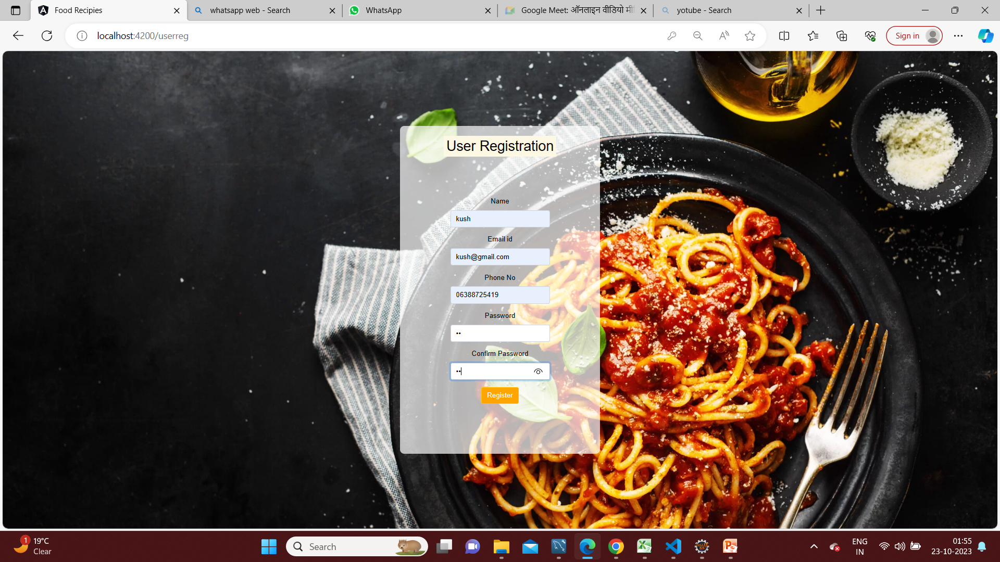 Food Recipies
whatsapp web - Search
WhatsApp
Google Meet: ऑनलाइन वीडियो
yotube - Search
localhost:4200/userreg
Sign in
User Registration
Name
kush
Email id
kush@gmail.com
Phone No
06388725419
Password
••
Confirm Password
••
Register
1
19°C
Clear
Search
ENG
IN
01:55
23-10-2023